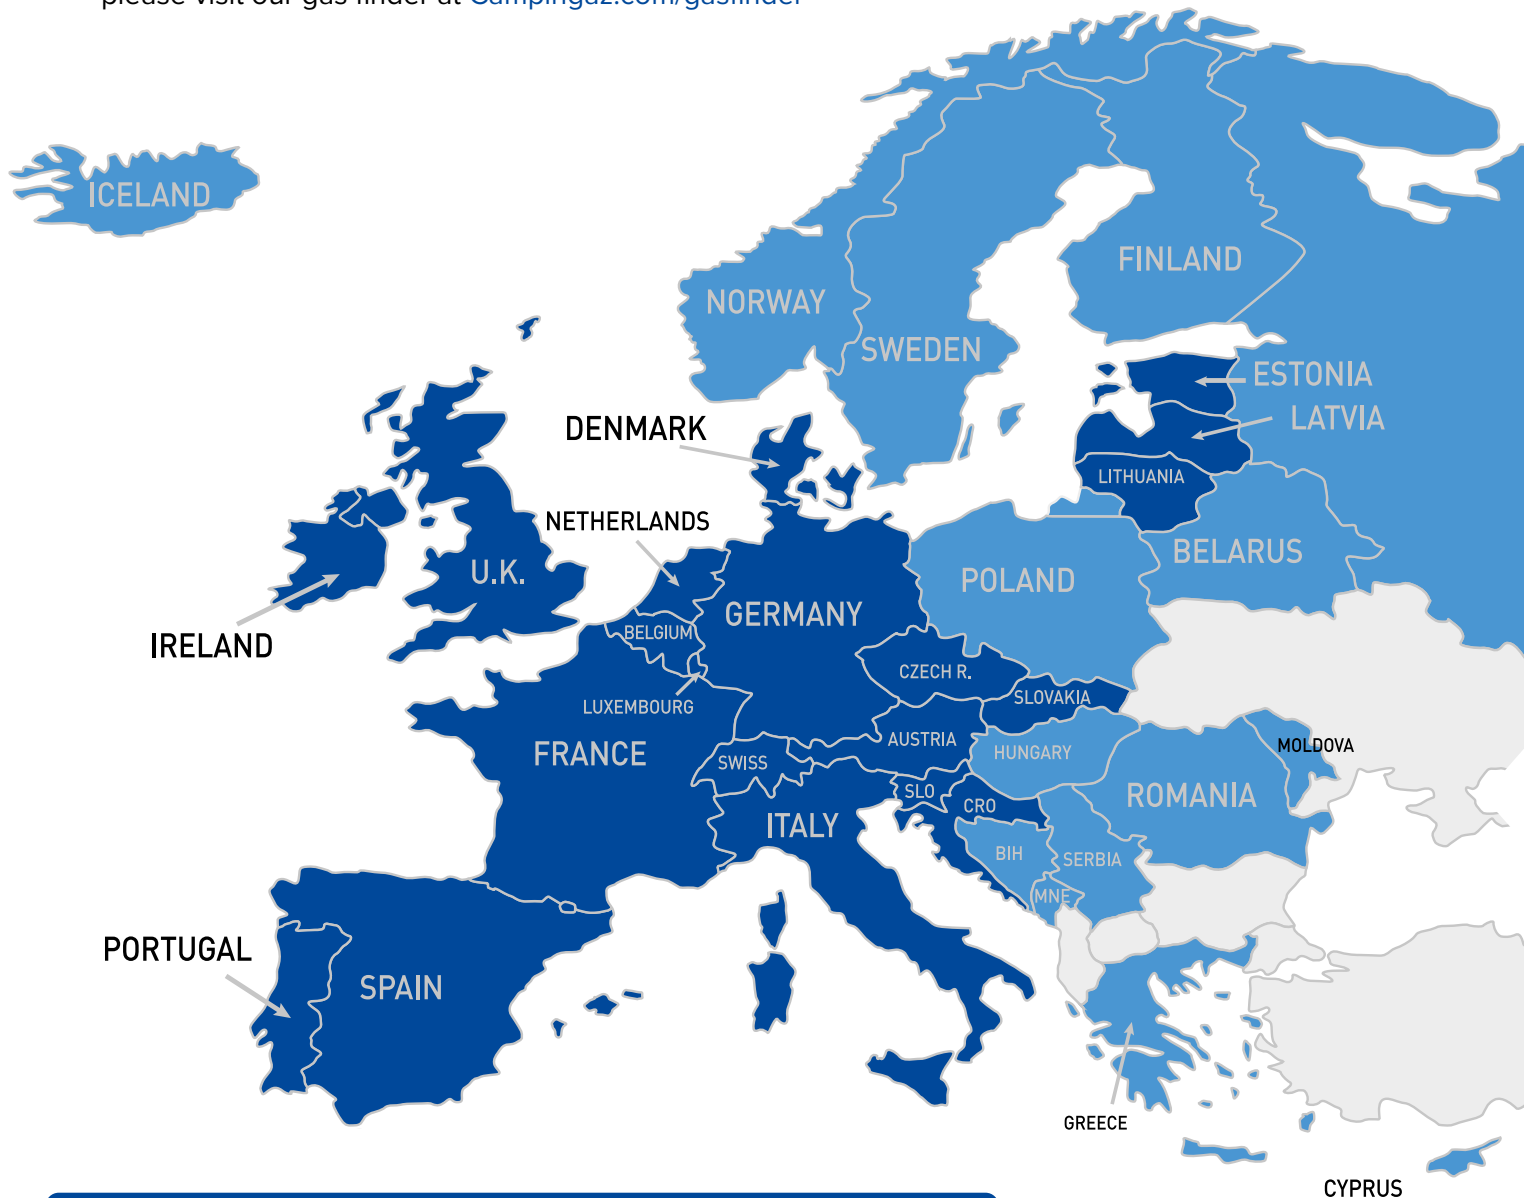 please visit our gas finder at Campingaz.com/gasfinder
ICELAND
FINLAND
NORWAY
SWEDEN
ESTONIA
LATVIA
DENMARK
LITHUANIA
NETHERLANDS
BELARUS
U.K.
POLAND
GERMANY
IRELAND
BELGIUM
CZECH R.
SLOVAKIA
LUXEMBOURG
AUSTRIA
MOLDOVA
FRANCE
HUNGARY
SWISS
SLO
ROMANIA
CRO
ITALY
BIH
SERBIA
MNE
PORTUGAL
SPAIN
GREECE
CYPRUS